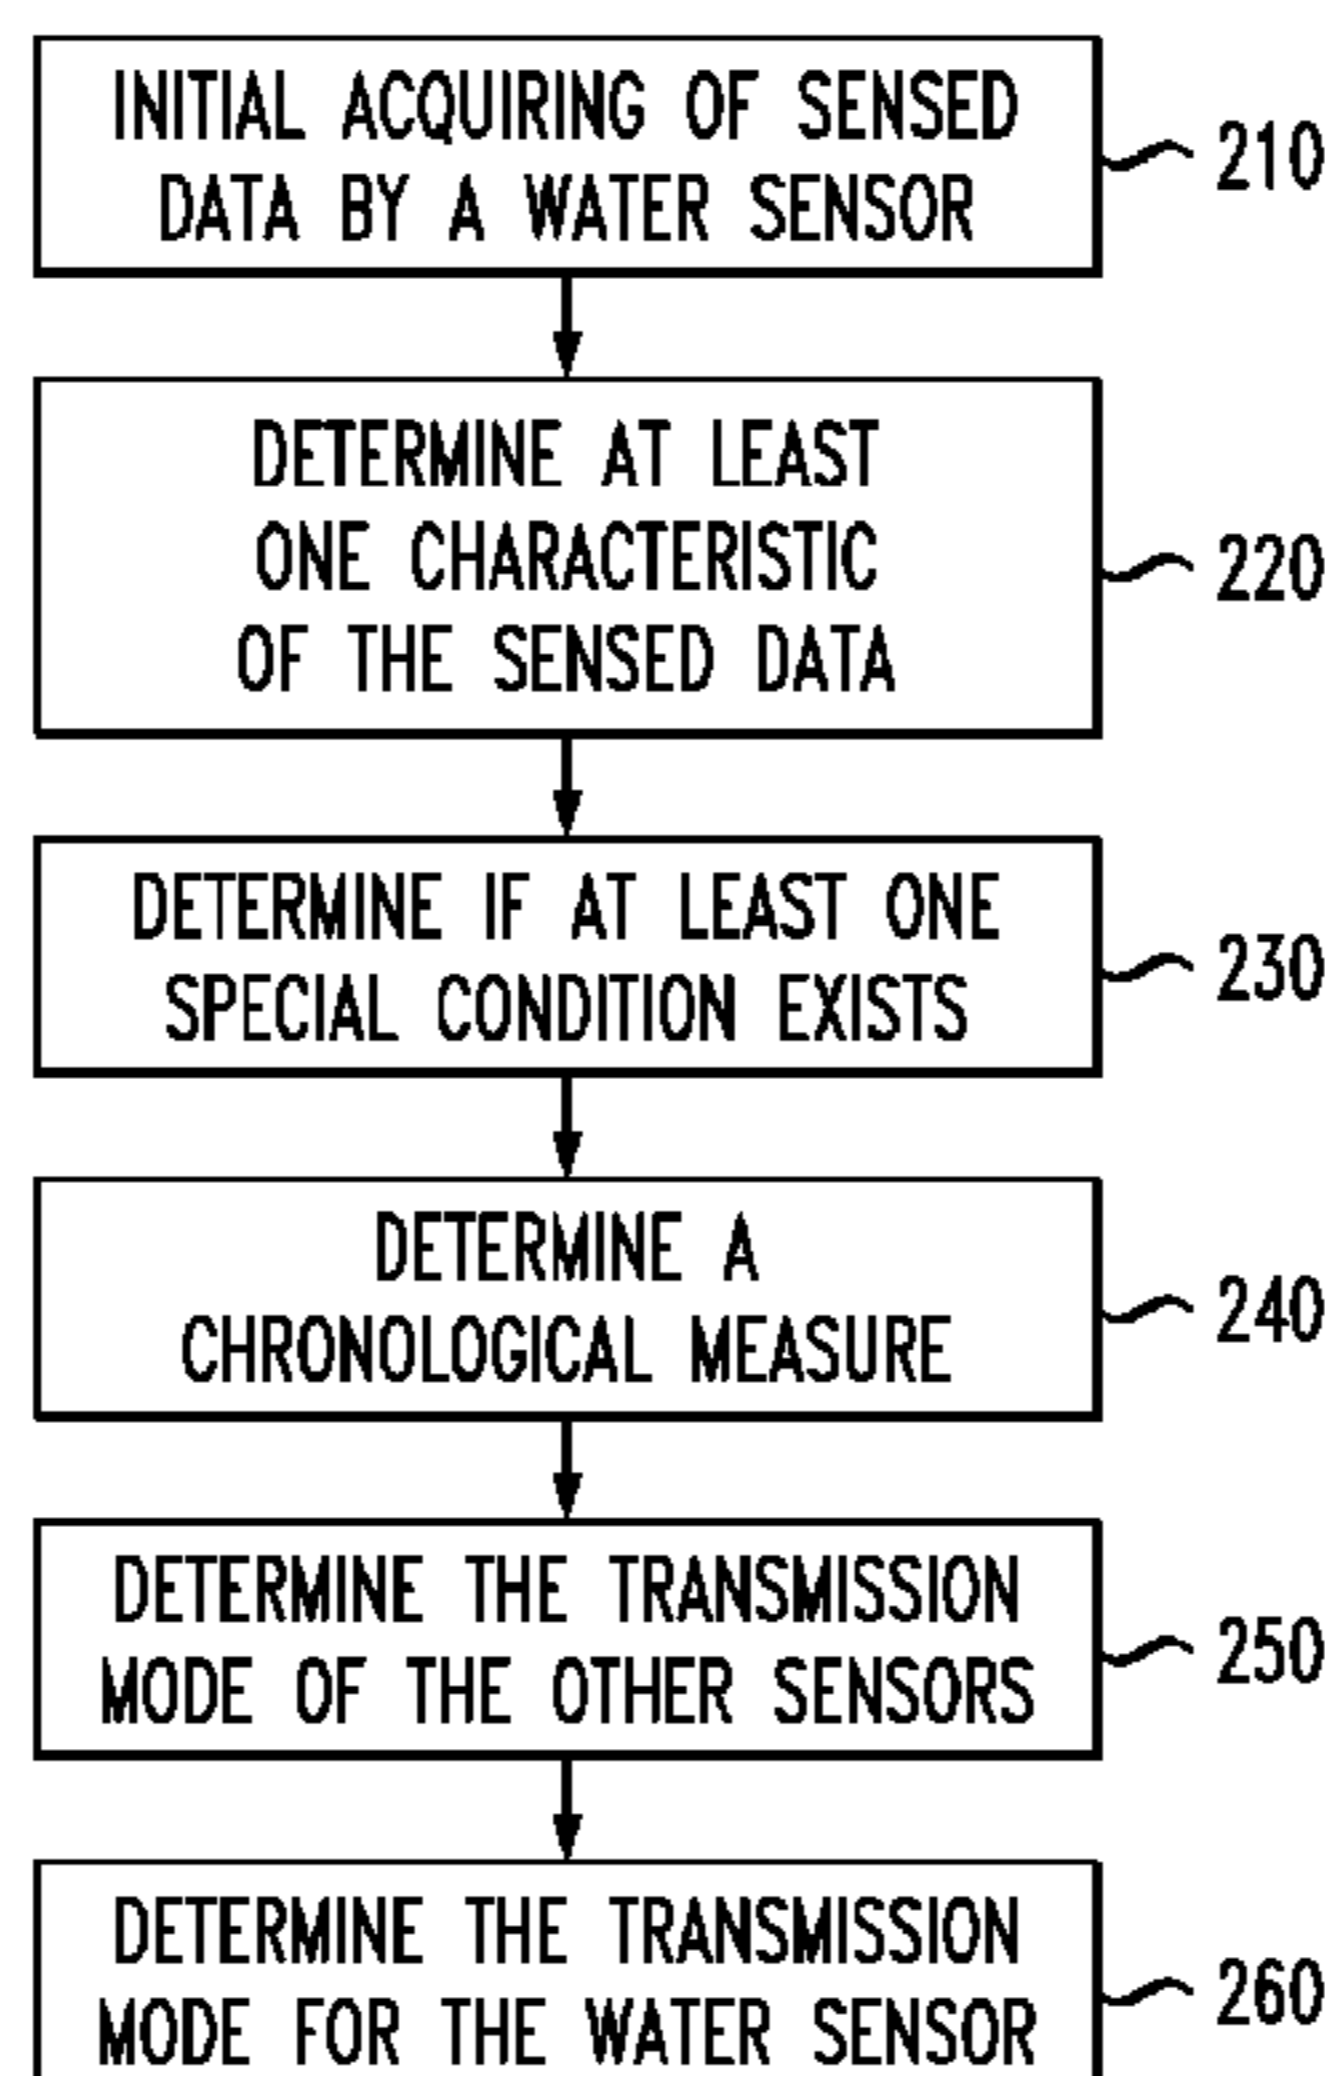 INITIAL ACQUIRING OF SENSED
DATA BY A WATER SENSOR
210
DETERMINE AT LEAST
ONE CHARACTERISTIC
OF THE SENSED DATA
220
DETERMINE IF AT LEAST ONE
SPECIAL CONDITION EXISTS
230
DETERMINE A
CHRONOLOGICAL MEASURE
240
DETERMINE THE TRANSMISSION
MODE OF THE OTHER SENSORS
250
DETERMINE THE TRANSMISSION
MODE FOR THE WATER SENSOR
260